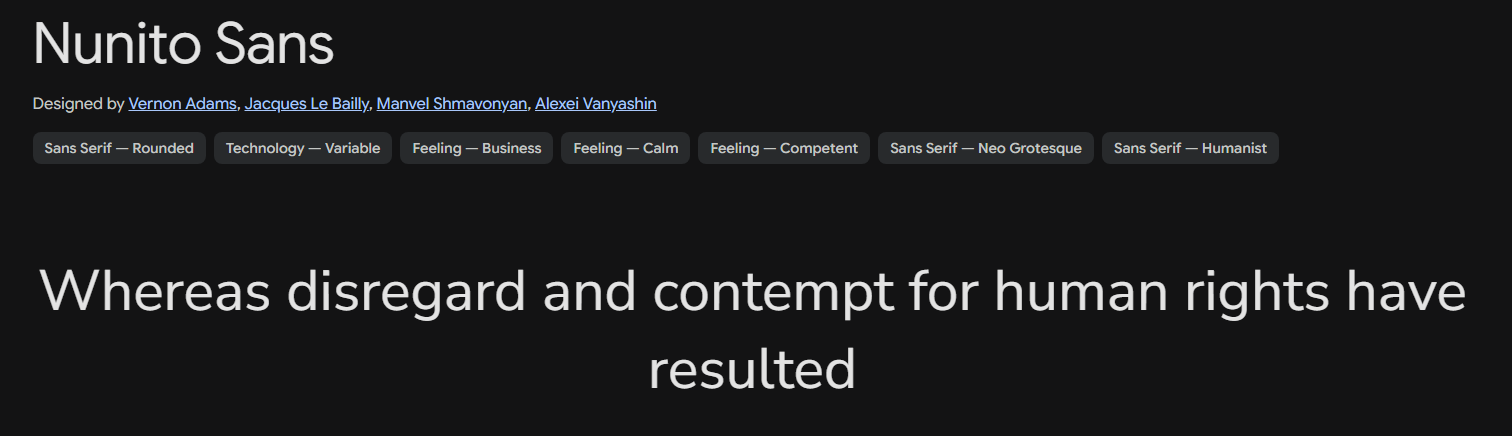 Nunito Sans
Designed by Vernon Adams, Jacques Le Bailly, Manvel Shmavonyan, Alexei Vanyashin
Sans Serif — Rounded Technology — Variable Feeling — Business Feeling — Calm Feeling — Competent Sans Serif — Neo Grotesque Sans Serif — Humanist
Whereas disregard and contempt for human rights have
resulted